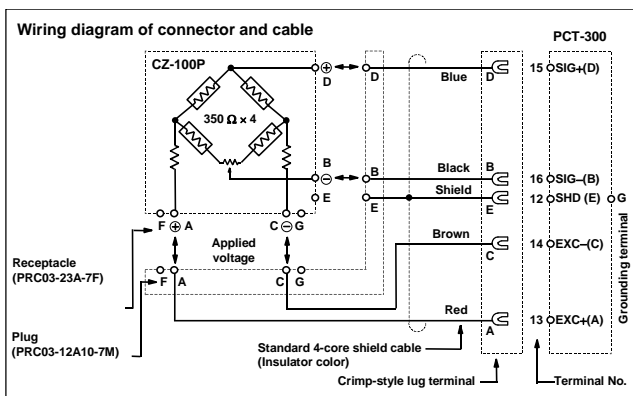 Wiring diagram of connector and cable
PCT-300
CZ-100P
350 Ω × 4
⊕
D
D
Blue
D
15 SIG+(D)
B
⊖
B
Black
B
16 SIG−(B)
E
E
Shield
E
12 SHD (E)
G
F ⊕ A
C ⊖ G
Applied
voltage
Brown
C
14 EXC−(C)
Grounding terminal
Receptacle
(PRC03-23A-7F)
F A
C G
Plug
(PRC03-12A10-7M)
Red
A
13 EXC+(A)
Standard 4-core shield cable
(Insulator color)
Crimp-style lug terminal
Terminal No.